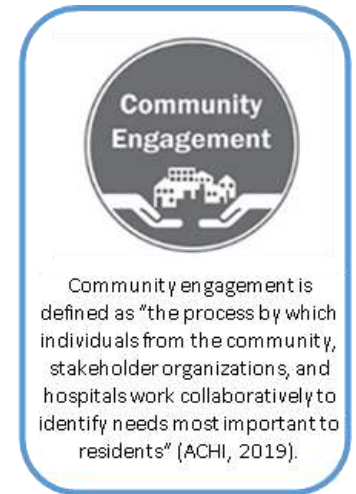 Community
Engagement
Community engagement is
defined as “the process by which
individuals from the community,
stakeholder organizations, and
hospitals work collaboratively to
identify needs most important to
residents” (ACHI, 2019).